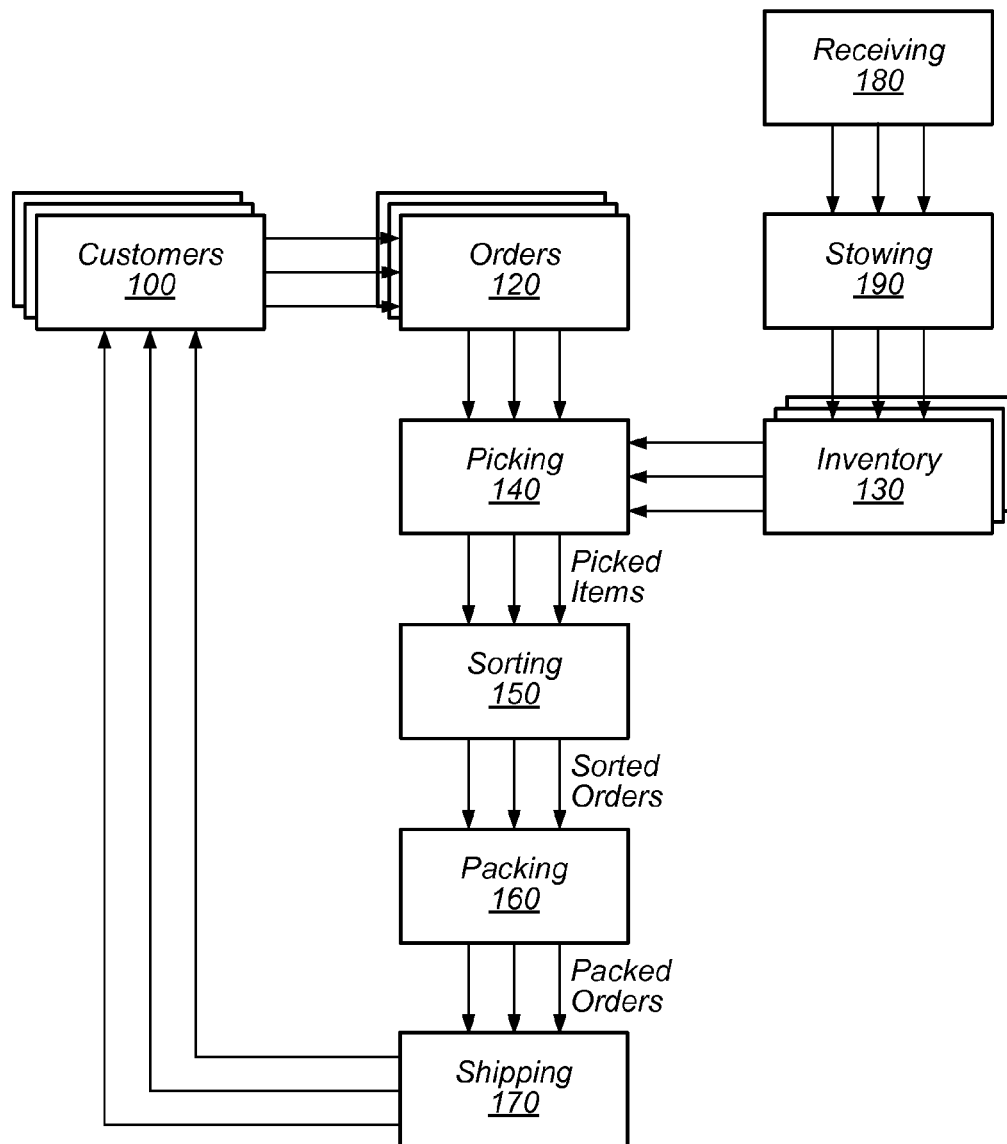 Receiving
180
Customers
100
Orders
120
Stowing
190
Picking
140
Inventory
130
Picked
Items
Sorting
150
Sorted
Orders
Packing
160
Packed
Orders
Shipping
170